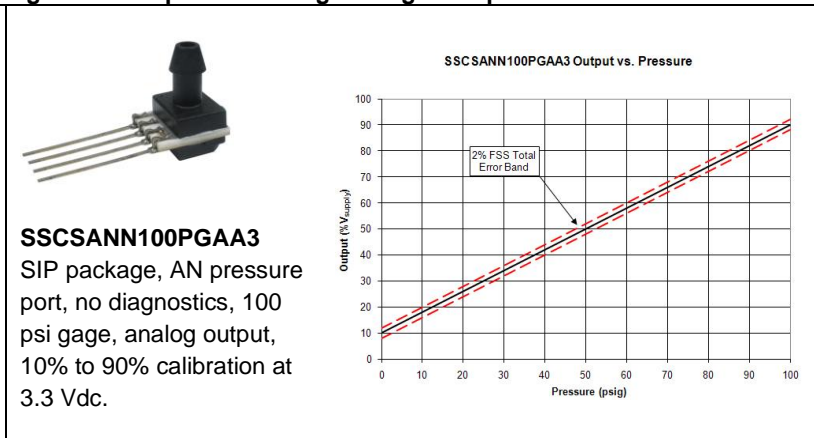 SSCSANN100PGAA3
SIP package, AN pressure
port, no diagnostics, 100
psi gage, analog output,
10% to 90% calibration at
3.3 Vdc.
SSCSANN100PGAA3 Output vs. Pressure
Output (%Vsupply)
100
90
80
70
60
50
40
30
20
10
0
2% FSS Total
Error Band
0 10 20 30 40 50 60 70 80 90 100
Pressure (psig)